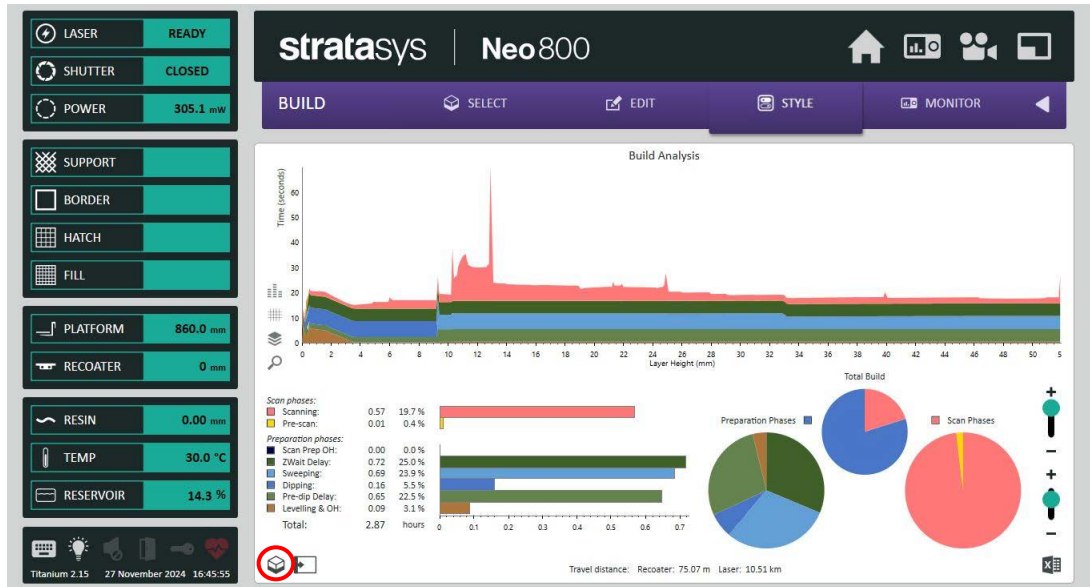 LASER READY
SHUTTER CLOSED
POWER 305.1 mW
SUPPORT
BORDER
HATCH
FILL
PLATFORM 860.0 mm
RECOATER 0 mm
RESIN 0.00 mm
TEMP 30.0 °C
RESERVOIR 14.3 %
Titanium 2.15 27 November 2024 16:45:55
stratasys | Neo800
BUILD SELECT EDIT STYLE MONITOR
Build Analysis
Time (seconds)
60
50
40
30
20
10
0
0 2 4 6 8 10 12 14 16 18 20 22 24 26 28 30 32 34 36 38 40 42 44 46 48 50 5
Layer Height (mm)
Scan phases:
Scanning: 0.57 19.7 %
Pre-scan: 0.01 0.4 %
Preparation phases:
Scan Prep OH: 0.00 0.0 %
ZWait Delay: 0.72 25.0 %
Sweeping: 0.69 23.9 %
Dipping: 0.16 5.5 %
Pre-dip Delay: 0.65 22.5 %
Levelling & OH: 0.09 3.1 %
Total: 2.87 hours
0 0.1 0.2 0.3 0.4 0.5 0.6 0.7
Total Build
Preparation Phases
Scan Phases
+
−
+
−
Travel distance: Recoater: 75.07 m Laser: 10.51 km